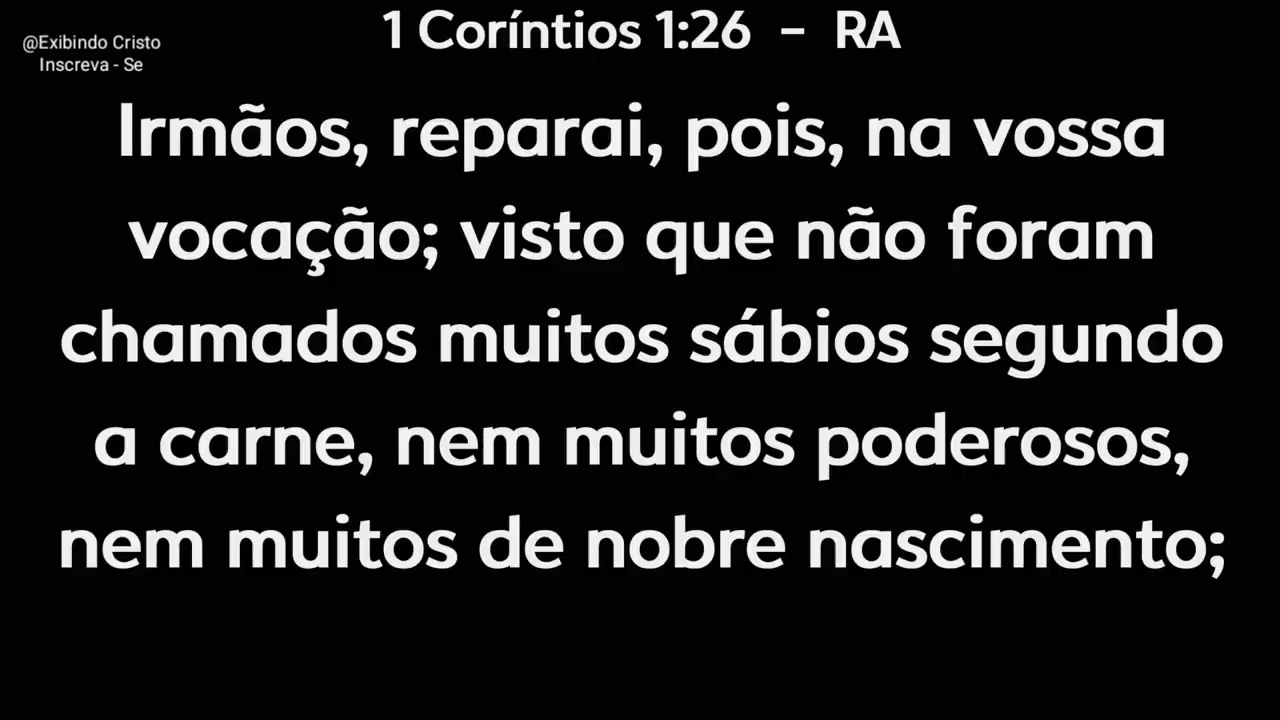 1 Coríntios 1:26 - RA
@Exibindo Cristo
Inscreva - Se
Irmãos, reparai, pois, na vossa
vocação; visto que não foram
chamados muitos sábios segundo
a carne, nem muitos poderosos,
nem muitos de nobre nascimento;